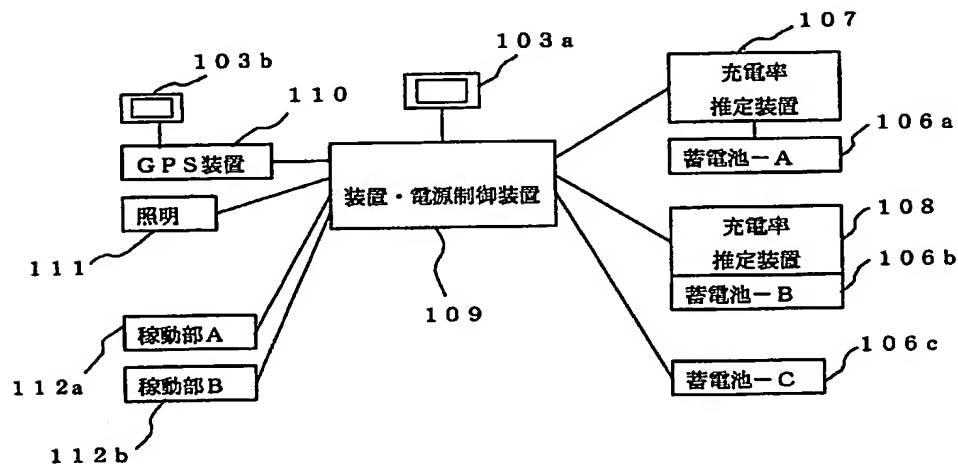 １０７
１０３ｂ
１０３ａ
１１０
充電率
推定装置
１０６ａ
ＧＰＳ装置
蓄電池－Ａ
照明
装置・電源制御装置
充電率
推定装置
１０８
１１１
１０６ｂ
蓄電池－Ｂ
１０９
稼動部Ａ
１０６ｃ
１１２ａ
稼動部Ｂ
蓄電池－Ｃ
１１２ｂ